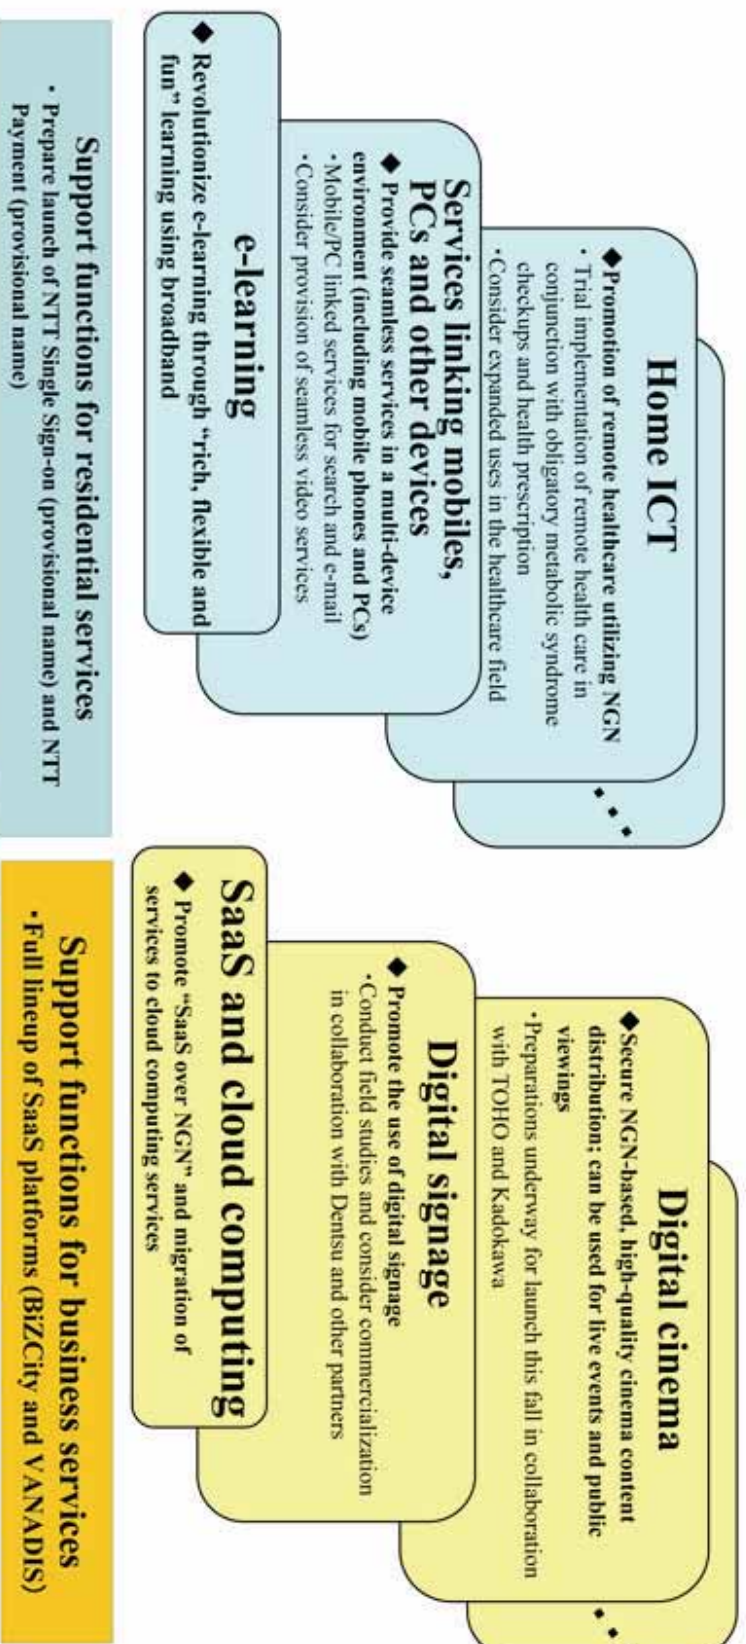 Home ICT
◆Promotion of remote healthcare utilizing NGN
・Trial implementation of remote health care in
conjunction with obligatory metabolic syndrome
checkups and health prescription
・Consider expanded uses in the healthcare field
Services linking mobiles,
PCs and other devices
◆ Provide seamless services in a multi-device
environment (including mobile phones and PCs)
・Mobile/PC linked services for search and e-mail
・Consider provision of seamless video services
e-learning
◆ Revolutionize e-learning through “rich, flexible and
fun” learning using broadband
Support functions for residential services
・ Prepare launch of NTT Single Sign-on (provisional name) and NTT
Payment (provisional name)
Digital cinema
◆Secure NGN-based, high-quality cinema content
distribution; can be used for live events and public
viewings
・Preparations underway for launch this fall in collaboration
with TOHO and Kadokawa
Digital signage
◆ Promote the use of digital signage
・Conduct field studies and consider commercialization
in collaboration with Dentsu and other partners
SaaS and cloud computing
◆ Promote “SaaS over NGN” and migration of
services to cloud computing services
Support functions for business services
・Full lineup of SaaS platforms (BiZCity and VANADIS)